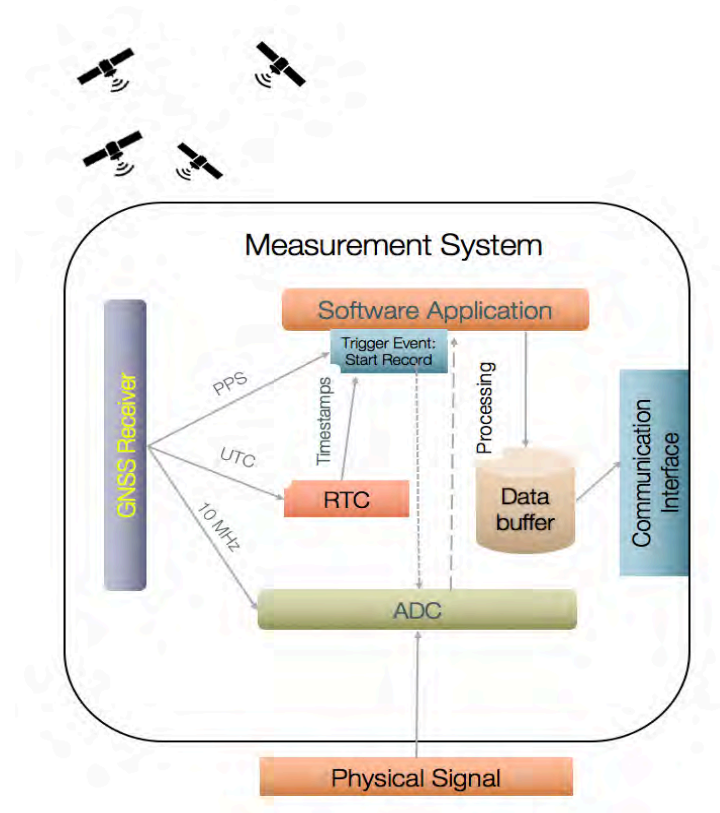 Measurement System
Software Application
Trigger Event:
Start Record
PPS
Timestamps
Processing
GNSS Receiver
UTC
RTC
10 MHz
Data
buffer
Communication
Interface
ADC
Physical Signal